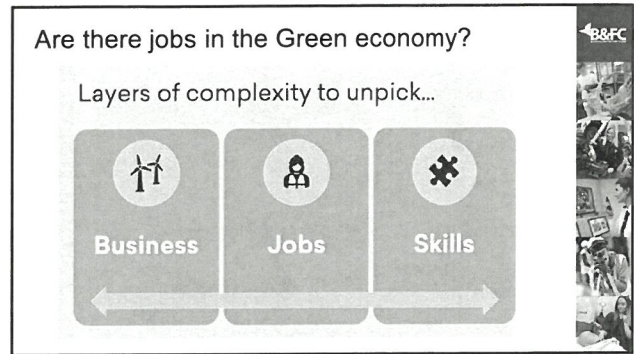 Are there jobs in the Green economy?
B&FC
Layers of complexity to unpick...
Business
Jobs
Skills